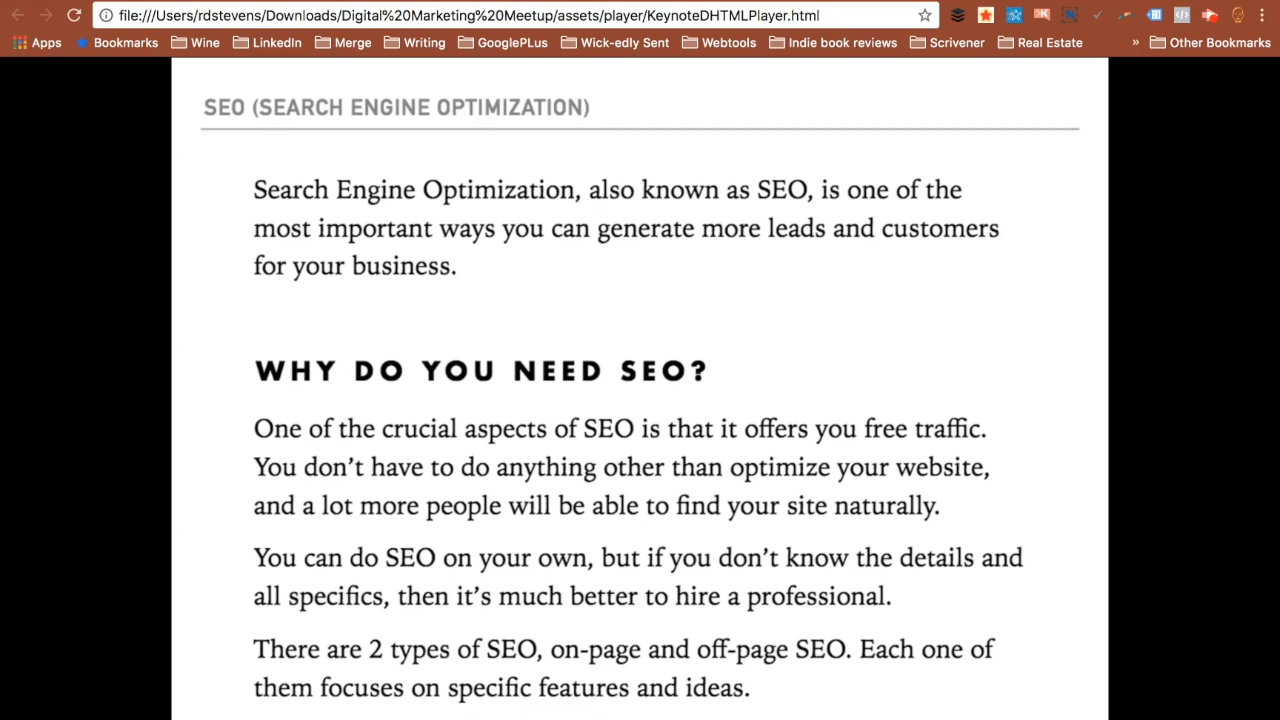 file:///Users/rdstevens/Downloads/Digital%20Marketing%20Meetup/assets/player/KeynoteDHTMLPlayer.html
Apps Bookmarks Wine LinkedIn Merge Writing GooglePLus Wick-edly Sent Webtools Indie book reviews Scrivener Real Estate » Other Bookmarks
SEO (SEARCH ENGINE OPTIMIZATION)
Search Engine Optimization, also known as SEO, is one of the
most important ways you can generate more leads and customers
for your business.
WHY DO YOU NEED SEO?
One of the crucial aspects of SEO is that it offers you free traffic.
You don’t have to do anything other than optimize your website,
and a lot more people will be able to find your site naturally.
You can do SEO on your own, but if you don’t know the details and
all specifics, then it’s much better to hire a professional.
There are 2 types of SEO, on-page and off-page SEO. Each one of
them focuses on specific features and ideas.